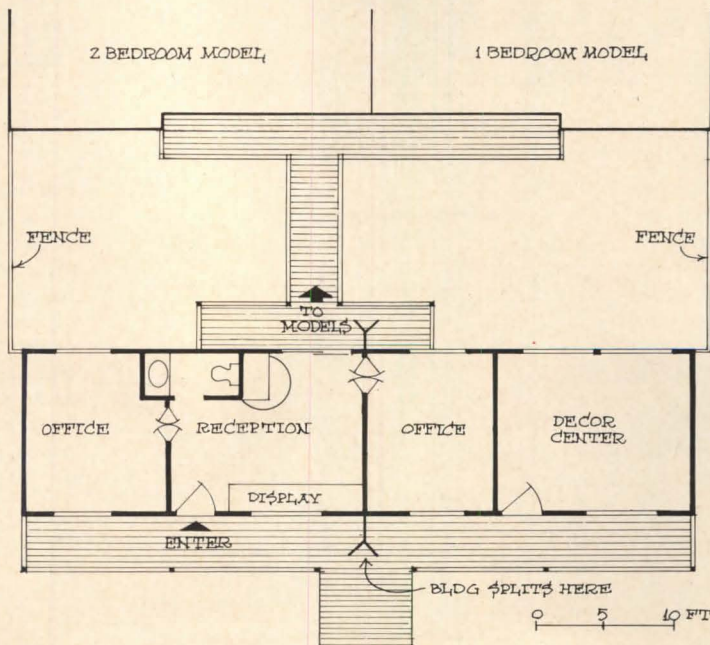 2 BEDROOM MODEL
1 BEDROOM MODEL
FENCE
FENCE
TO
MODELS
OFFICE
RECEPTION
OFFICE
DECOR
CENTER
DISPLAY
ENTER
BLDG SPLITS HERE
0 5 10 FT